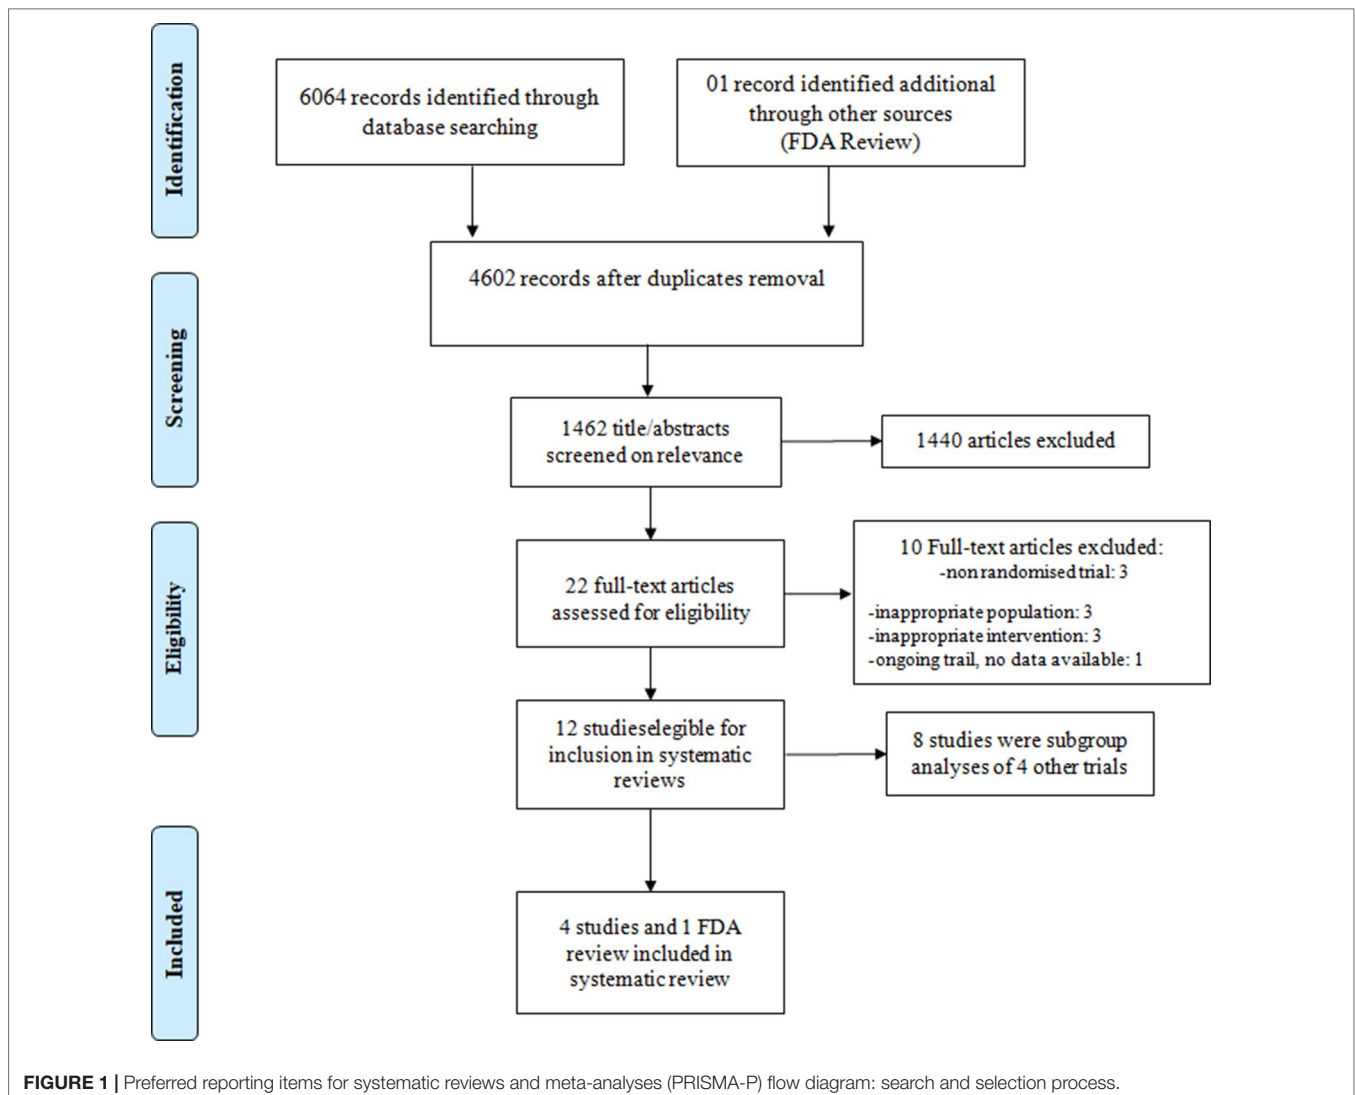 Identification
6064 records identified through
database searching
01 record identified additional
through other sources
(FDA Review)
4602 records after duplicates removal
Screening
1462 title/abstracts
screened on relevance
1440 articles excluded
Eligibility
22 full-text articles
assessed for eligibility
10 Full-text articles excluded:
-non randomised trial: 3
-inappropriate population: 3
-inappropriate intervention: 3
-ongoing trail, no data available: 1
12 studieselegible for
inclusion in systematic
reviews
8 studies were subgroup
analyses of 4 other trials
Included
4 studies and 1 FDA
review included in
systematic review
FIGURE 1 | Preferred reporting items for systematic reviews and meta-analyses (PRISMA-P) flow diagram: search and selection process.